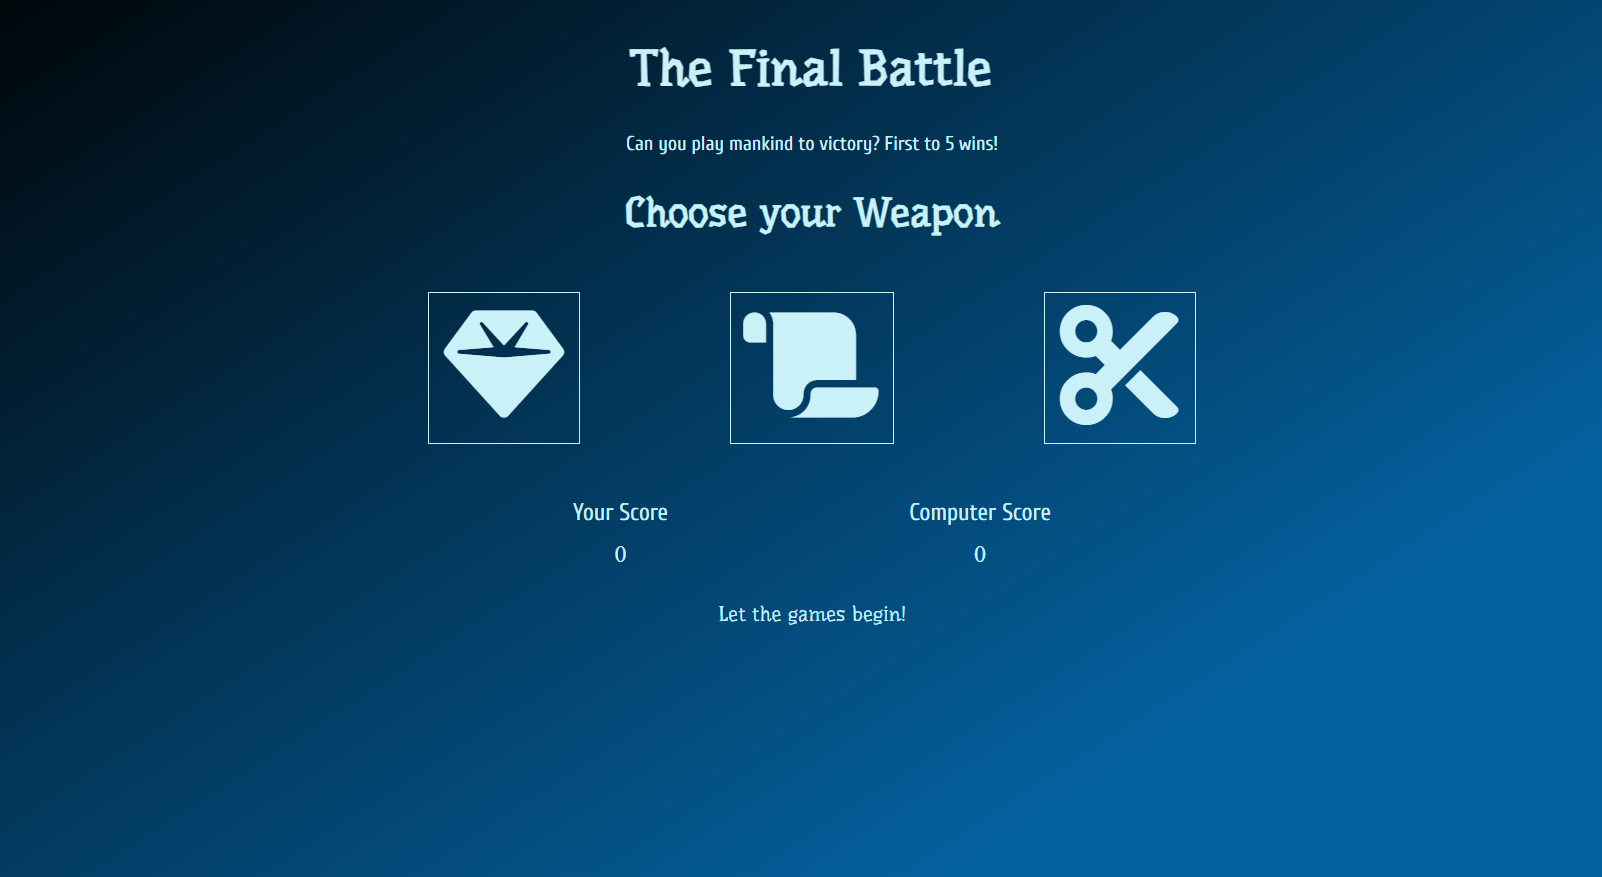 The Final Battle
Can you play mankind to victory? First to 5 wins!
Choose your Weapon
Your Score
Computer Score
0
0
Let the games begin!